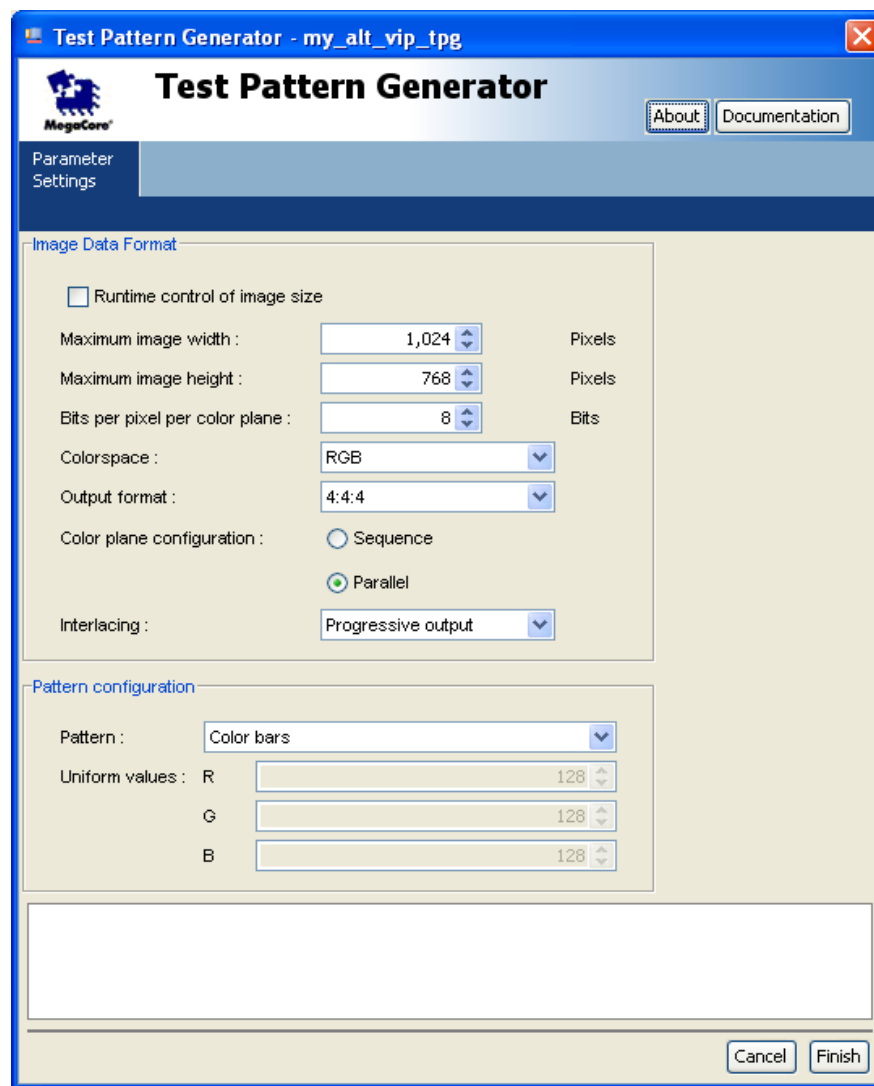 Test Pattern Generator - my_alt_vip_tpg
Test Pattern Generator
MegaCore®
About
Documentation
Parameter
Settings
Image Data Format
Runtime control of image size
Maximum image width : 1,024 Pixels
Maximum image height : 768 Pixels
Bits per pixel per color plane : 8 Bits
Colorspace : RGB
Output format : 4:4:4
Color plane configuration : Sequence
Parallel
Interlacing : Progressive output
Pattern configuration
Pattern : Color bars
Uniform values : R 128
G 128
B 128
Cancel
Finish